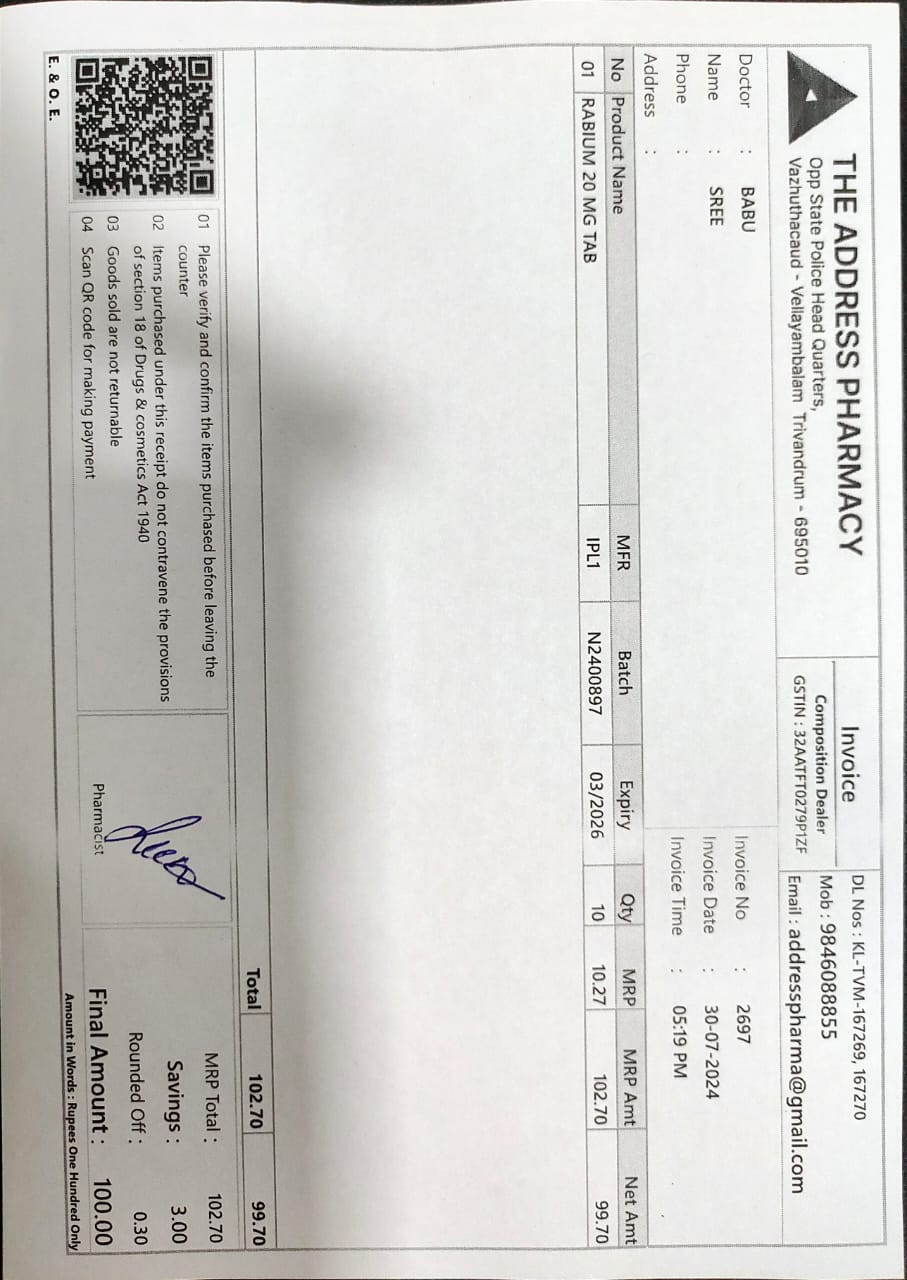 THE ADDRESS PHARMACY
Opp State Police Head Quarters,
Vazhuthacaud - Vellayambalam Trivandrum - 695010
Invoice
Composition Dealer
GSTIN : 32AATFT0279P1ZF
DL Nos : KL-TVM-167269, 167270
Mob : 9846088855
Email : addresspharma@gmail.com
Doctor : BABU
Name : SREE
Phone :
Address :
Invoice No : 2697
Invoice Date : 30-07-2024
Invoice Time : 05:19 PM
No Product Name MFR Batch Expiry Qty MRP MRP Amt Net Amt
01 RABIUM 20 MG TAB IPL1 N2400897 03/2026 10 10.27 102.70 99.70
Total 102.70 99.70
01 Please verify and confirm the items purchased before leaving the
counter
02 Items purchased under this receipt do not contravene the provisions
of section 18 of Drugs & cosmetics Act 1940
03 Goods sold are not returnable
04 Scan QR code for making payment
Pharmacist
MRP Total : 102.70
Savings : 3.00
Rounded Off : 0.30
Final Amount : 100.00
Amount in Words : Rupees One Hundred Only
E. & O. E.